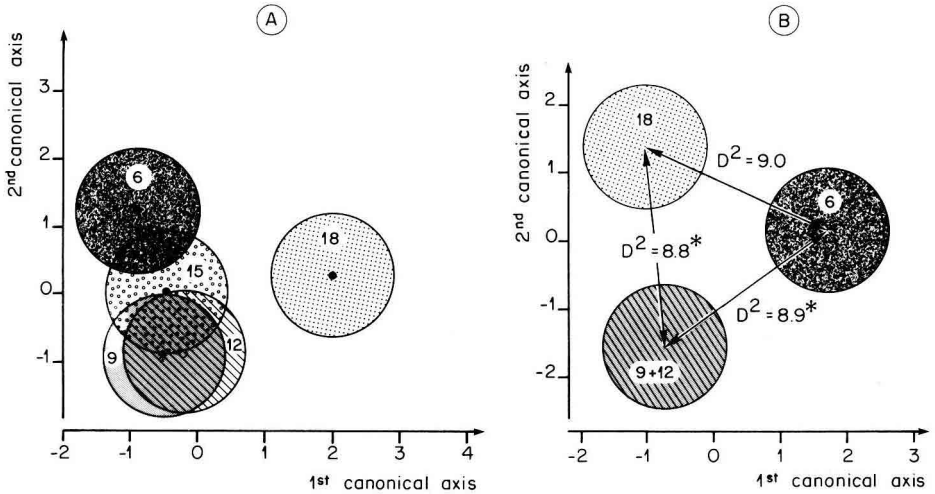 A
2nd canonical axis
3
2
1
0
-1
6
15
18
9
12
-2 -1 0 1 2 3 4
1st canonical axis
B
2nd canonical axis
2
1
0
-1
-2
18
D2 = 9.0
6
D2 = 8.8*
D2 = 8.9*
9+12
-2 -1 0 1 2 3
1st canonical axis